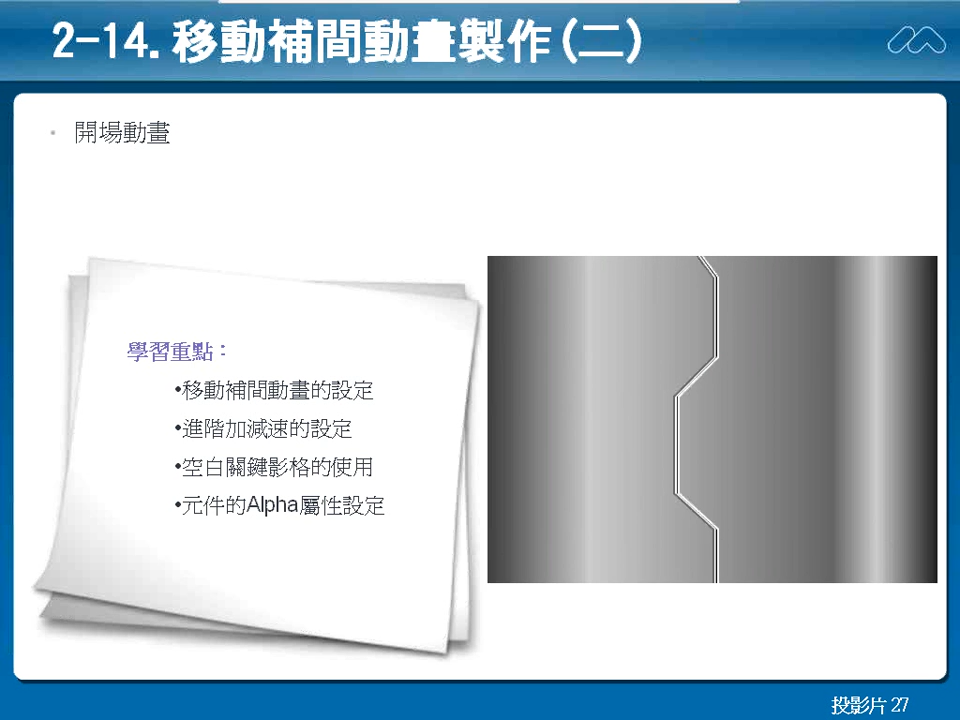 2-14.移動補間動畫製作(二)
•開場動畫
學習重點：
•移動補間動畫的設定
•進階加減速的設定
•空白關鍵影格的使用
•元件的Alpha屬性設定
投影片 27